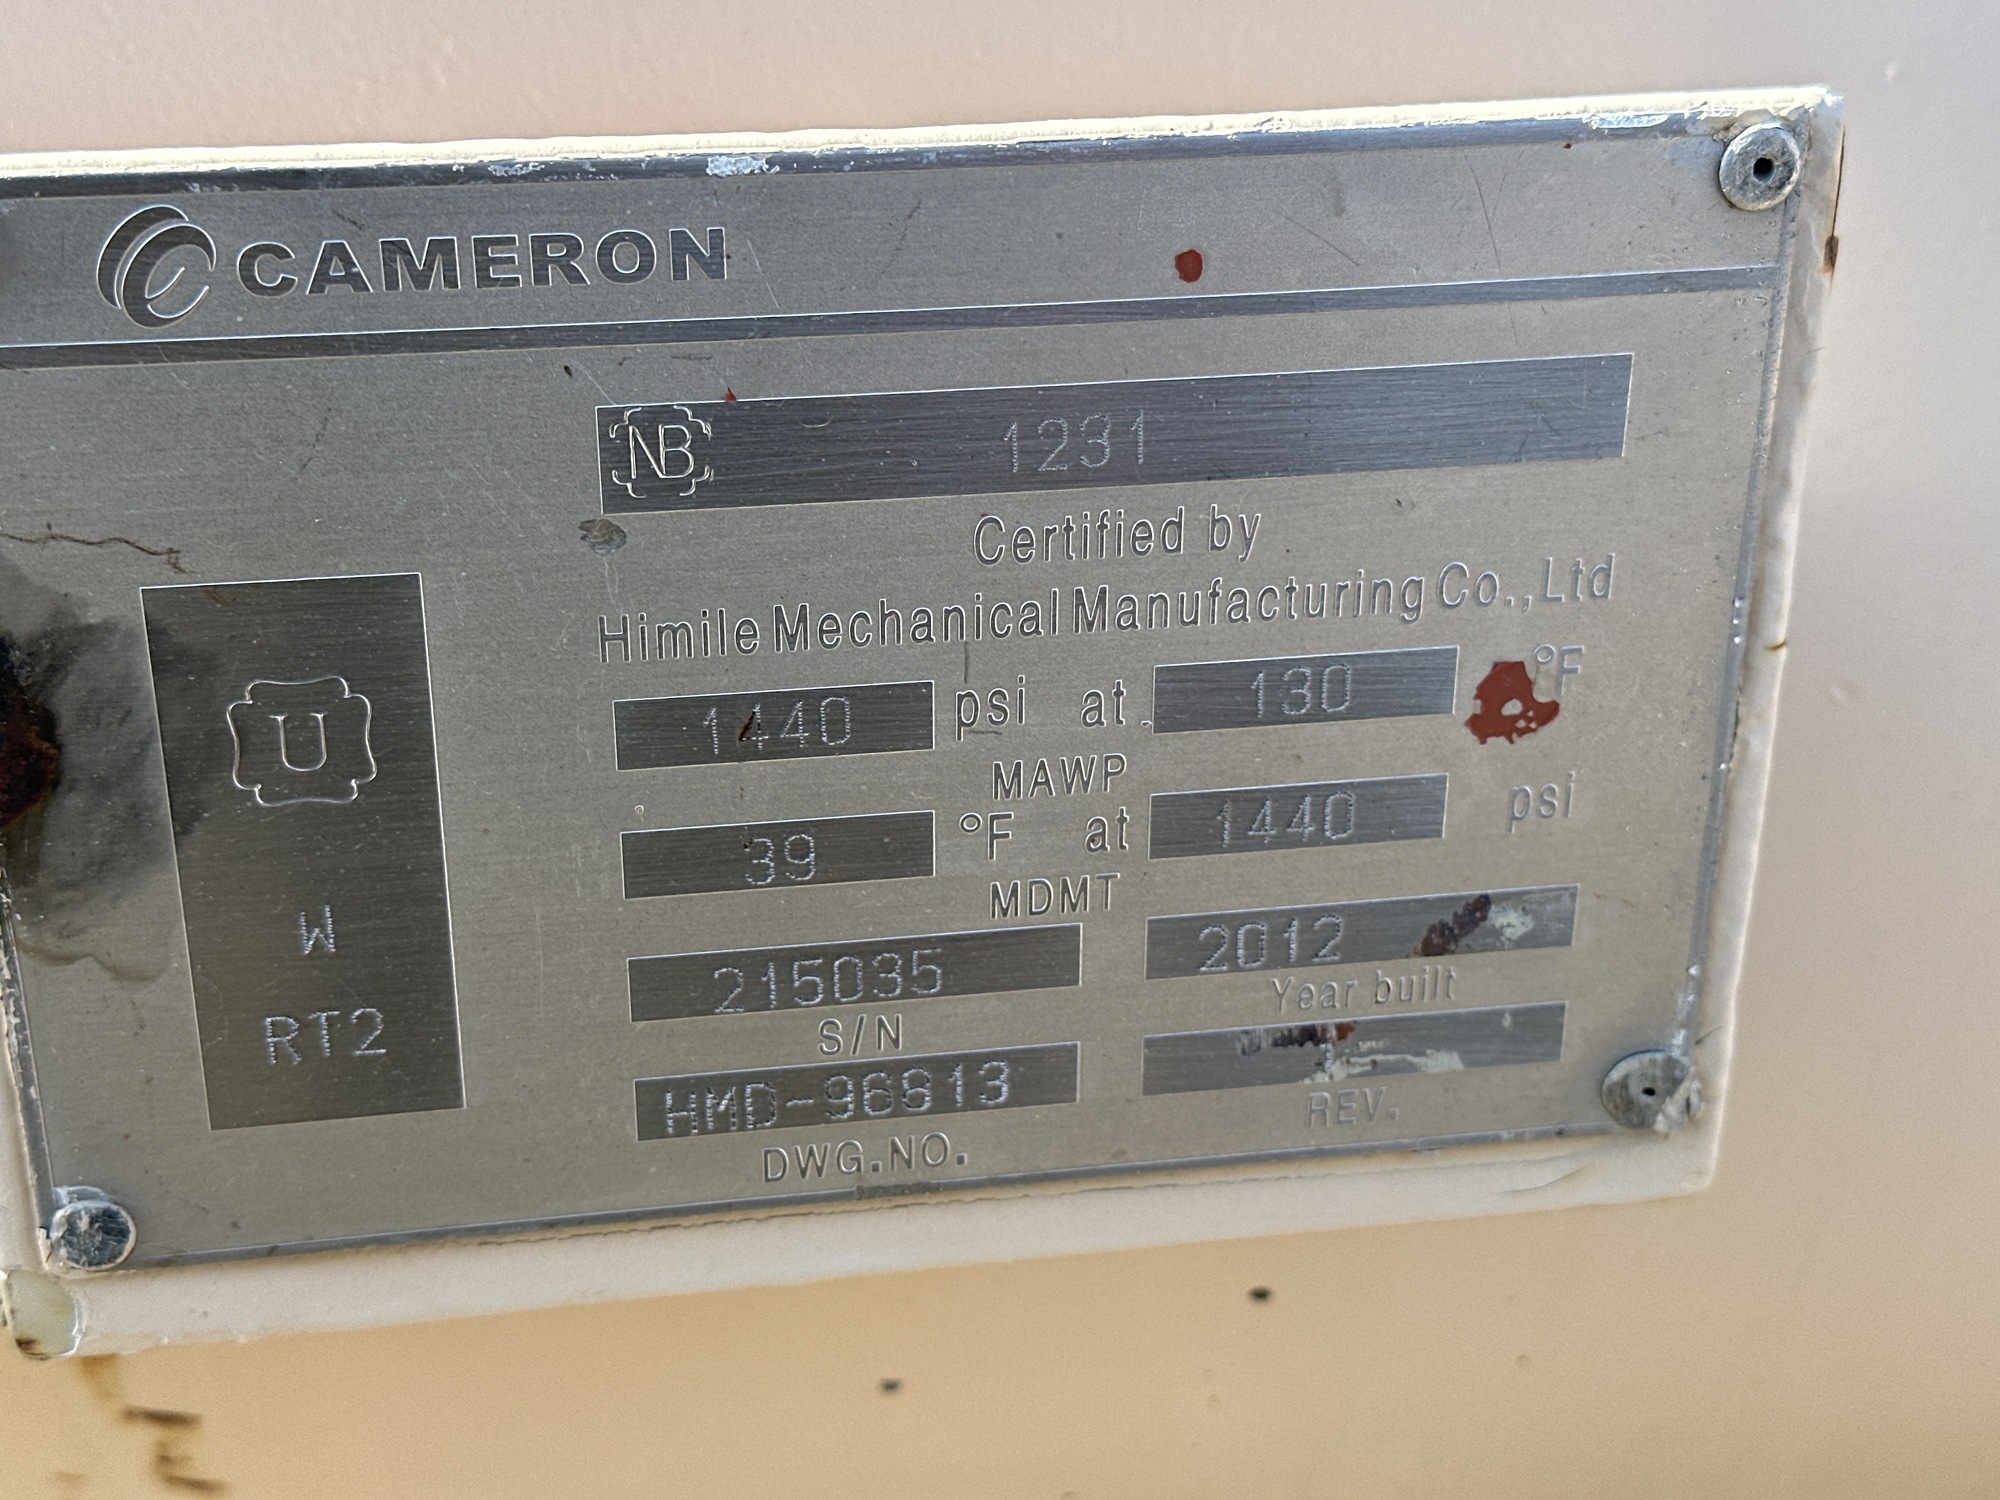 CAMERON
NB 1231
Certified by
Himile Mechanical Manufacturing Co.,Ltd
1440 psi at 130 °F
MAWP
39 °F at 1440 psi
MDMT
U
W
RT2
215035 2012
S/N Year built
HMD-96813 1
DWG.NO. REV.